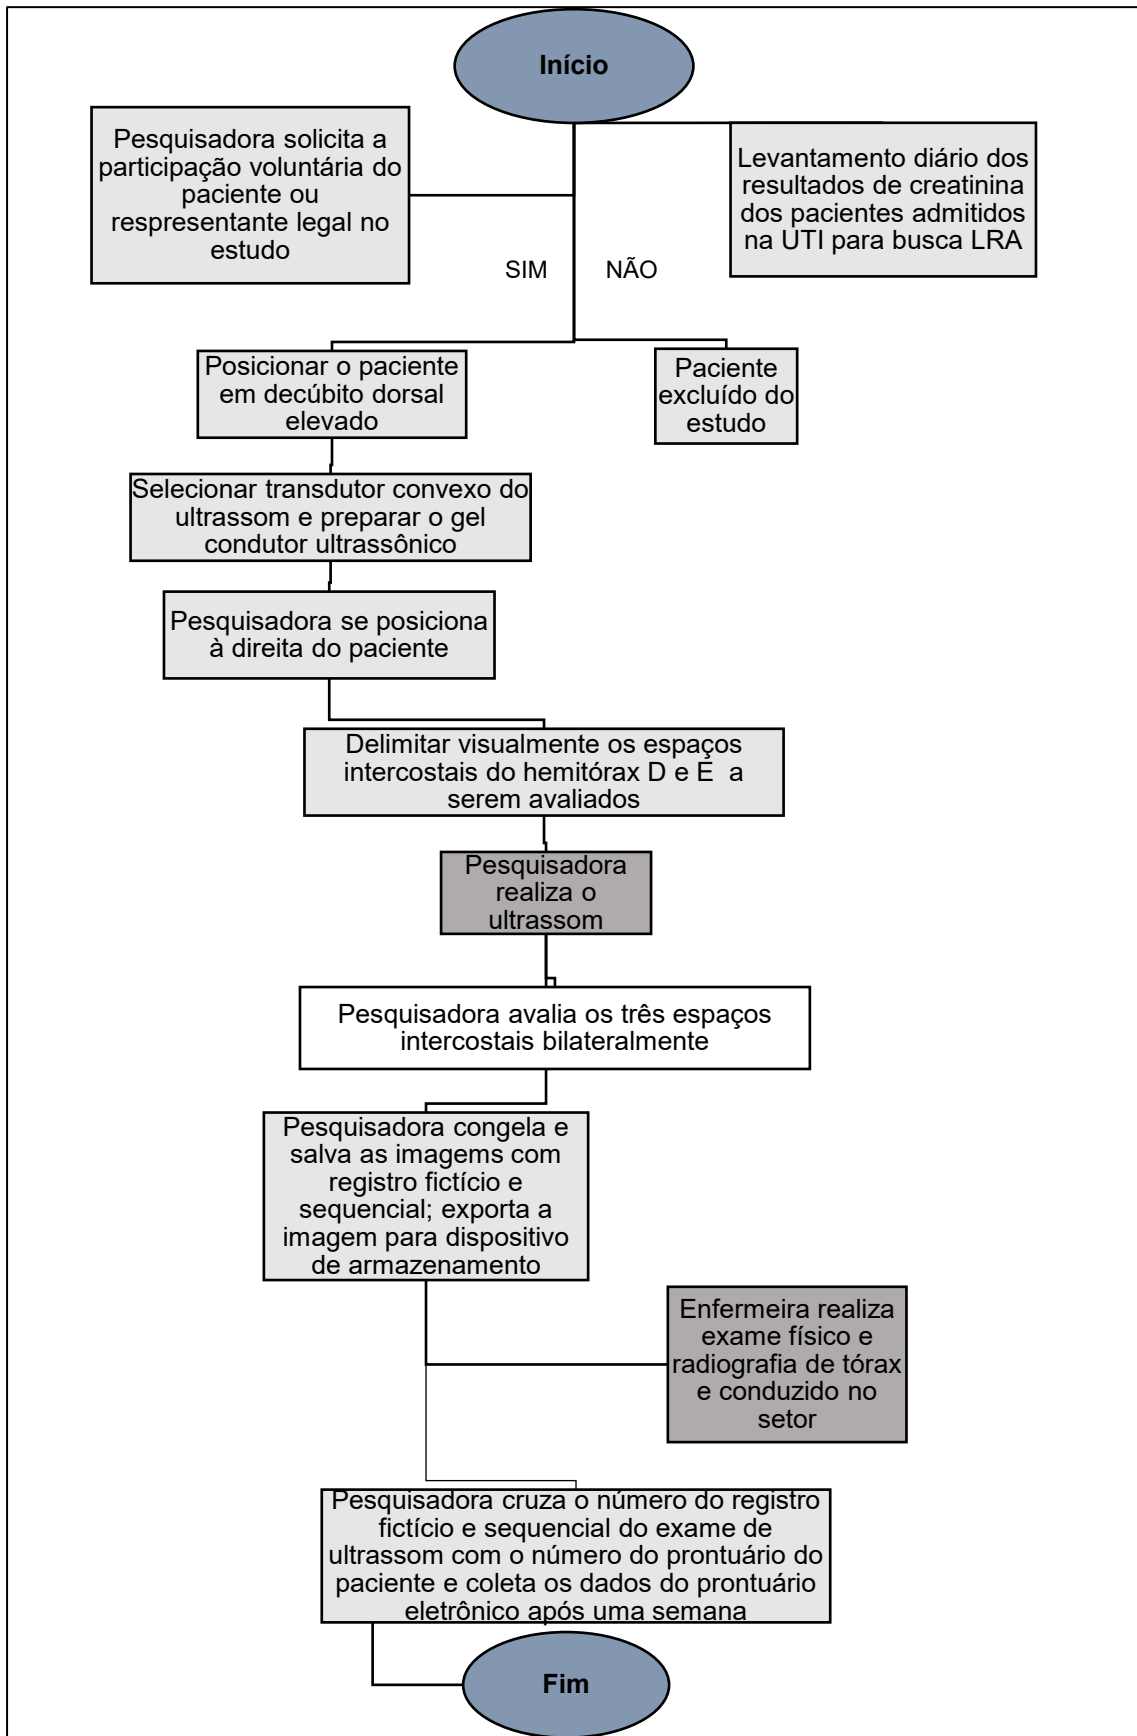 Início
Pesquisadora solicita a
participação voluntária do
paciente ou
respresentante legal no
estudo
Levantamento diário dos
resultados de creatinina
dos pacientes admitidos
na UTI para busca LRA
SIM
NÃO
Posicionar o paciente
em decúbito dorsal
elevado
Paciente
excluído do
estudo
Selecionar transdutor convexo do
ultrassom e preparar o gel
condutor ultrassônico
Pesquisadora se posiciona
à direita do paciente
Delimitar visualmente os espaços
intercostais do hemitórax D e E a
serem avaliados
Pesquisadora
realiza o
ultrassom
Pesquisadora avalia os três espaços
intercostais bilateralmente
Pesquisadora congela e
salva as imagems com
registro fictício e
sequencial; exporta a
imagem para dispositivo
de armazenamento
Enfermeira realiza
exame físico e
radiografia de tórax
e conduzido no
setor
Pesquisadora cruza o número do registro
fictício e sequencial do exame de
ultrassom com o número do prontuário do
paciente e coleta os dados do prontuário
eletrônico após uma semana
Fim